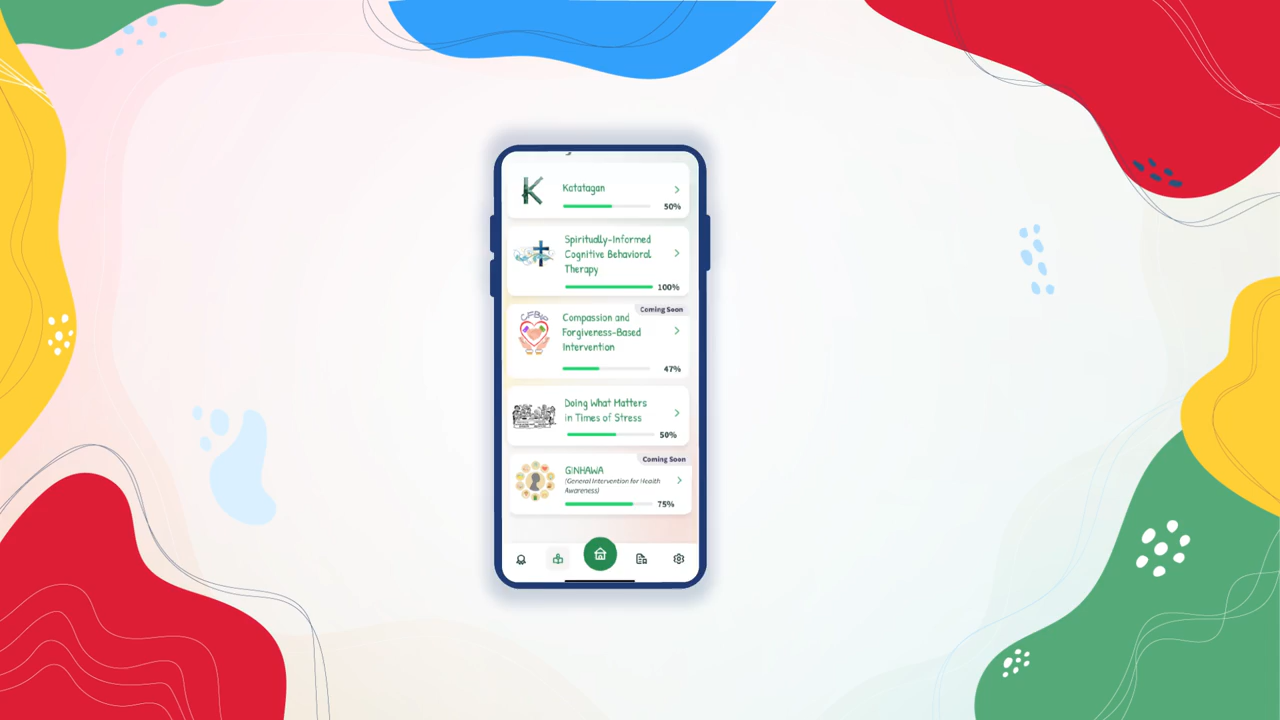 Katatagan
50%
Spiritually-Informed
Cognitive Behavioral
Therapy
100%
Coming Soon
CFBI
Compassion and
Forgiveness-Based
Intervention
47%
Doing What Matters
in Times of Stress
50%
Coming Soon
GINHAWA
(General Intervention for Health
Awareness)
75%